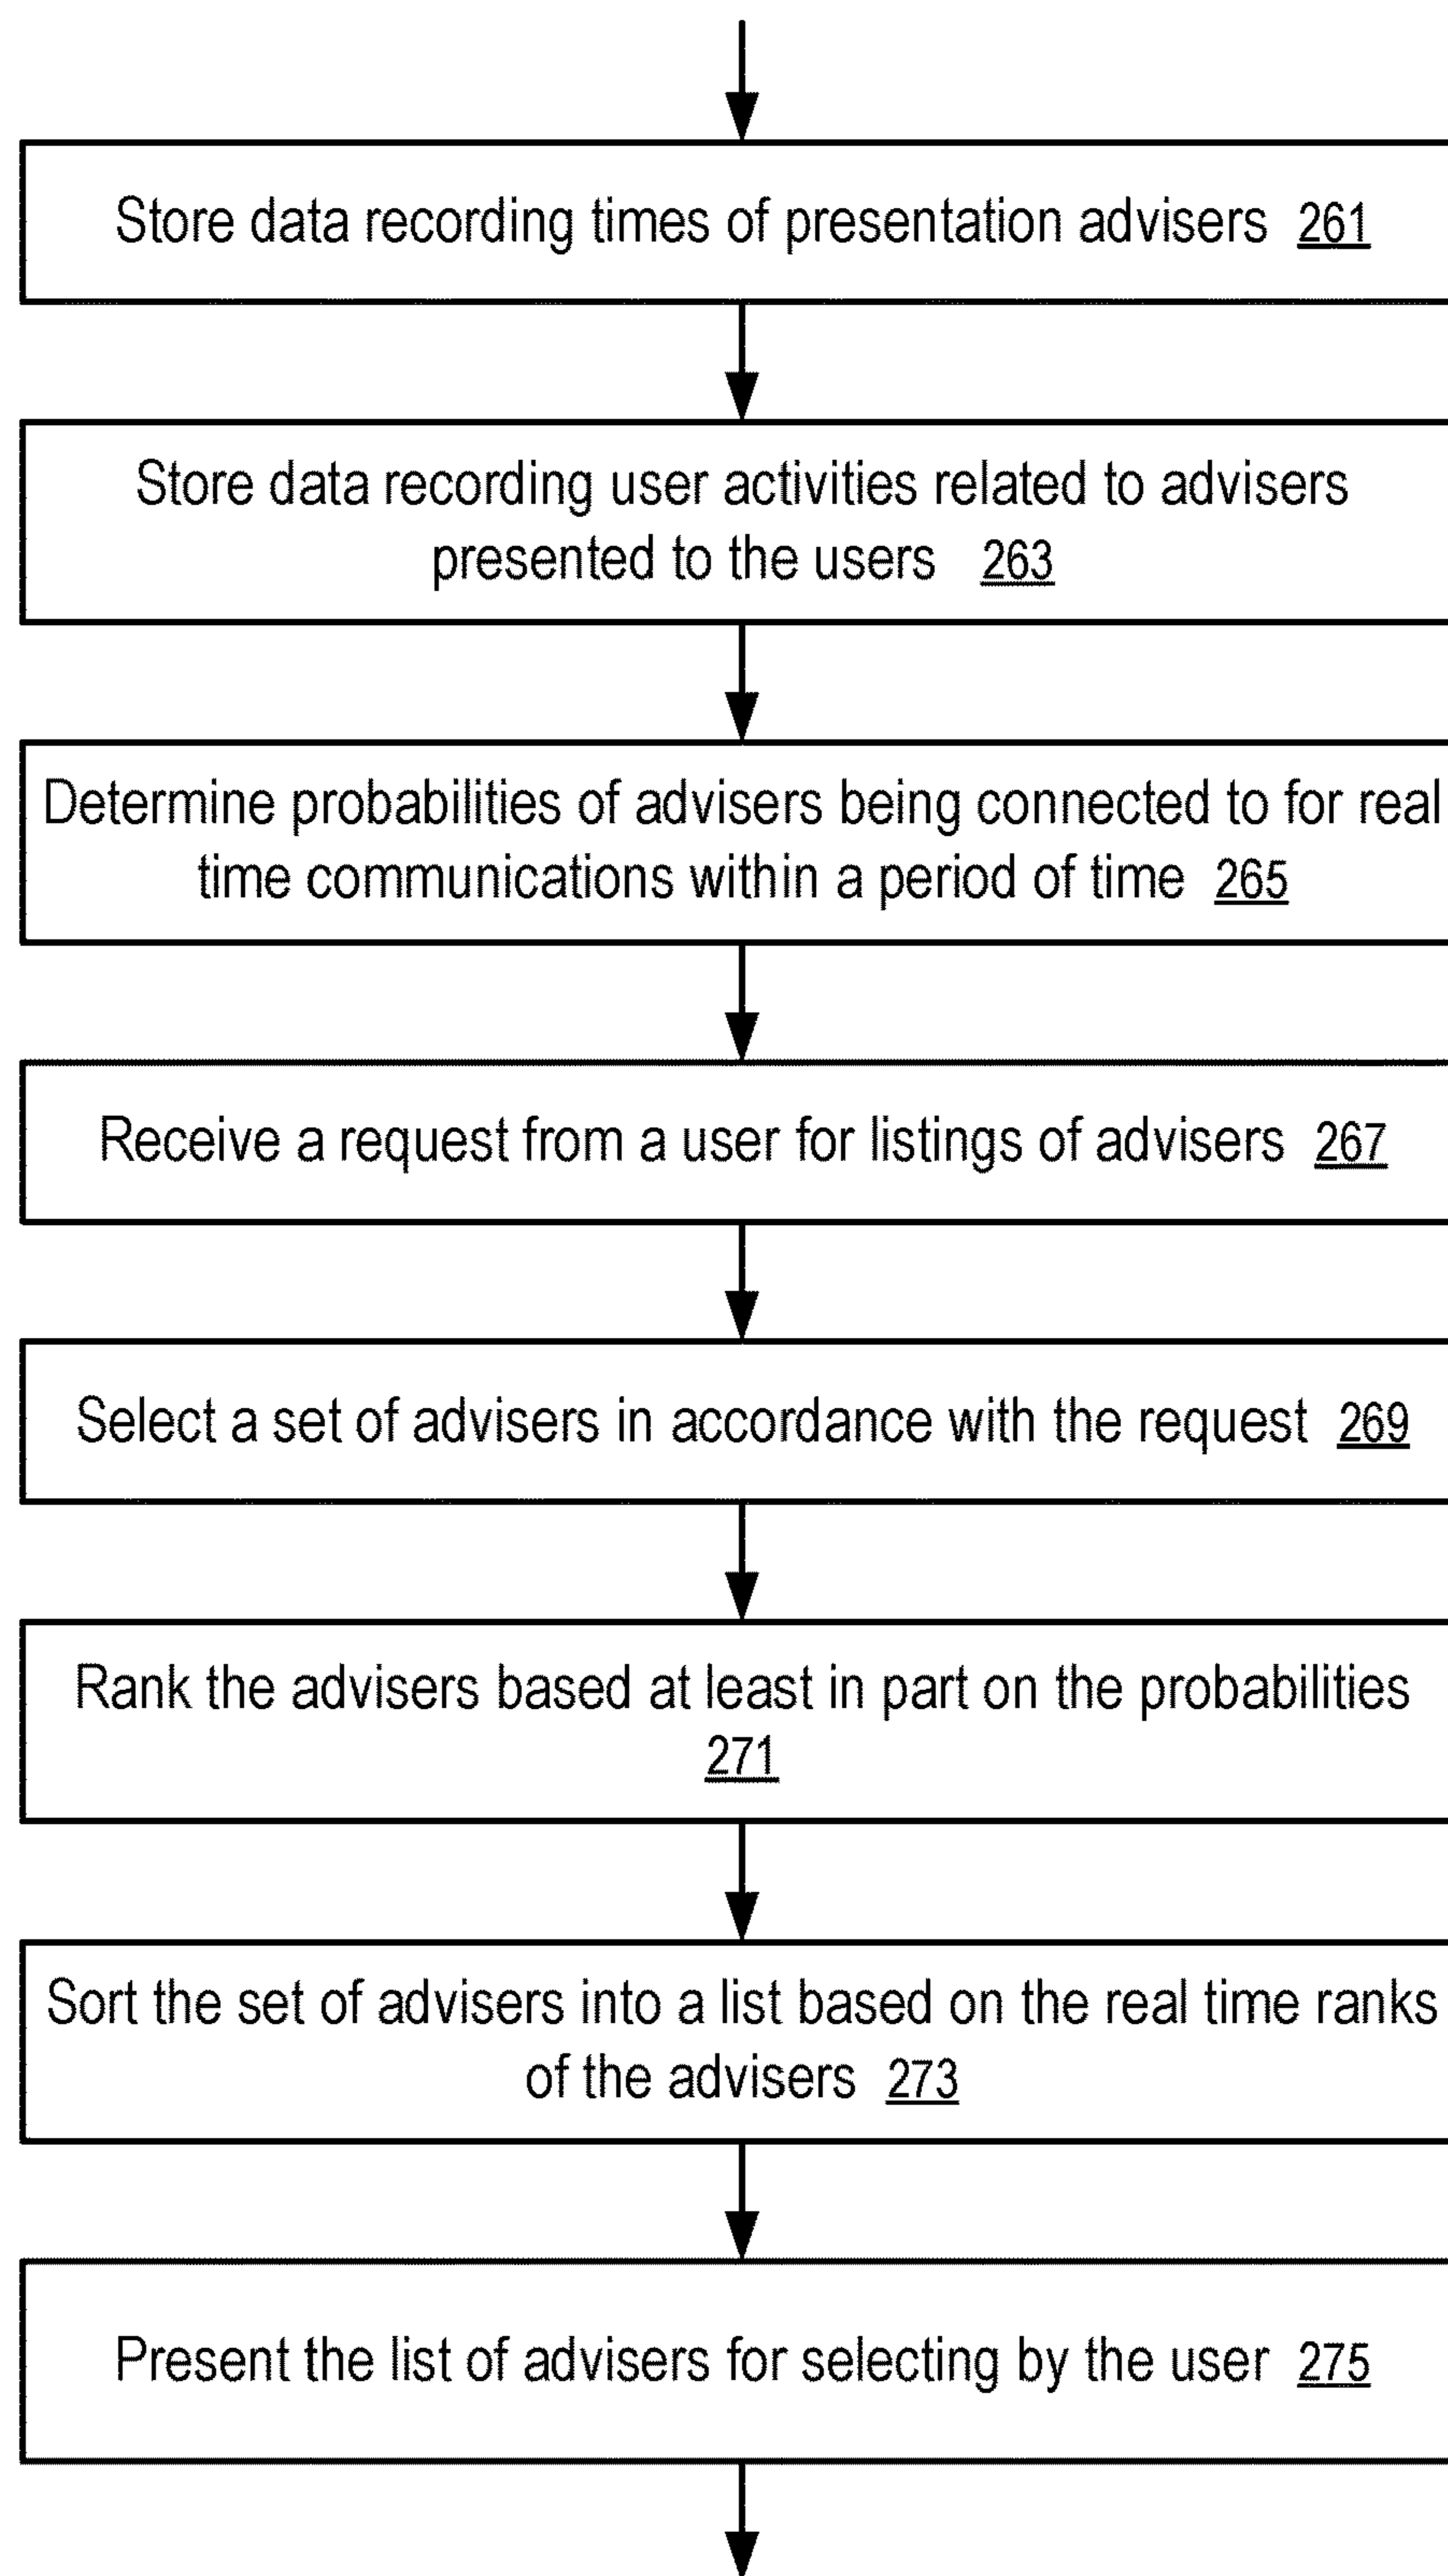 Store data recording times of presentation advisers 261
Store data recording user activities related to advisers
presented to the users 263
Determine probabilities of advisers being connected to for real
time communications within a period of time 265
Receive a request from a user for listings of advisers 267
Select a set of advisers in accordance with the request 269
Rank the advisers based at least in part on the probabilities
271
Sort the set of advisers into a list based on the real time ranks
of the advisers 273
Present the list of advisers for selecting by the user 275